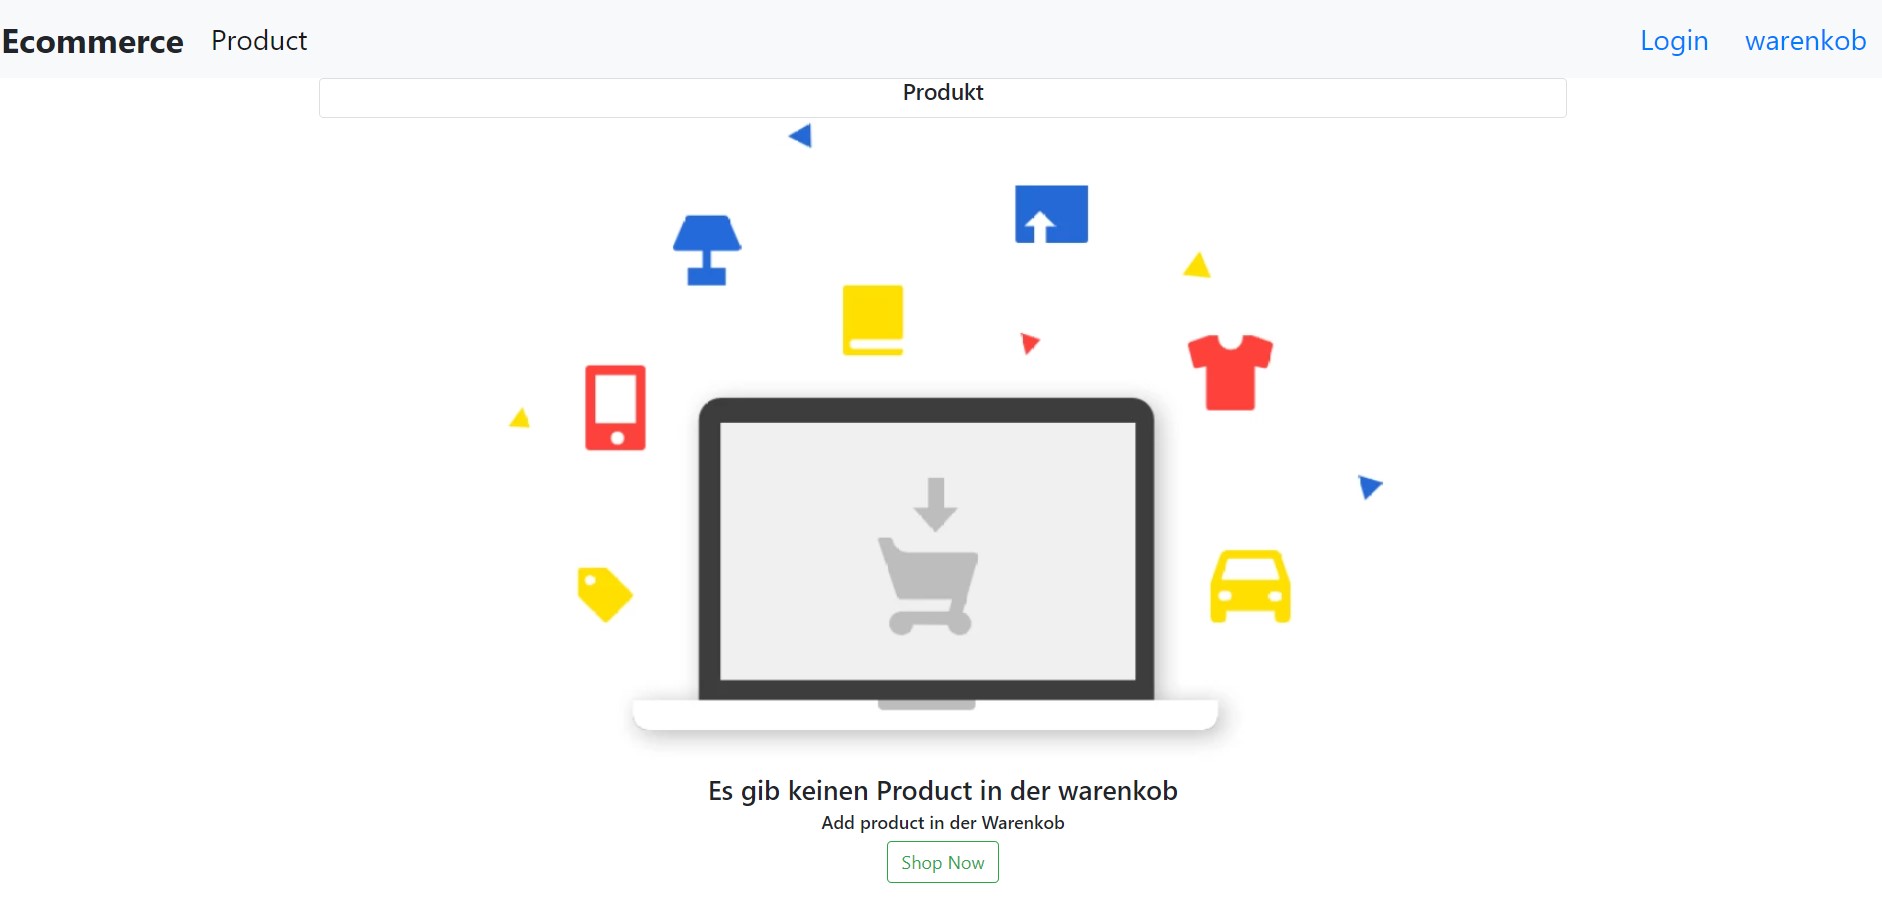 Ecommerce Product Login warenkob
Produkt
Es gib keinen Product in der warenkob
Add product in der Warenkob
Shop Now